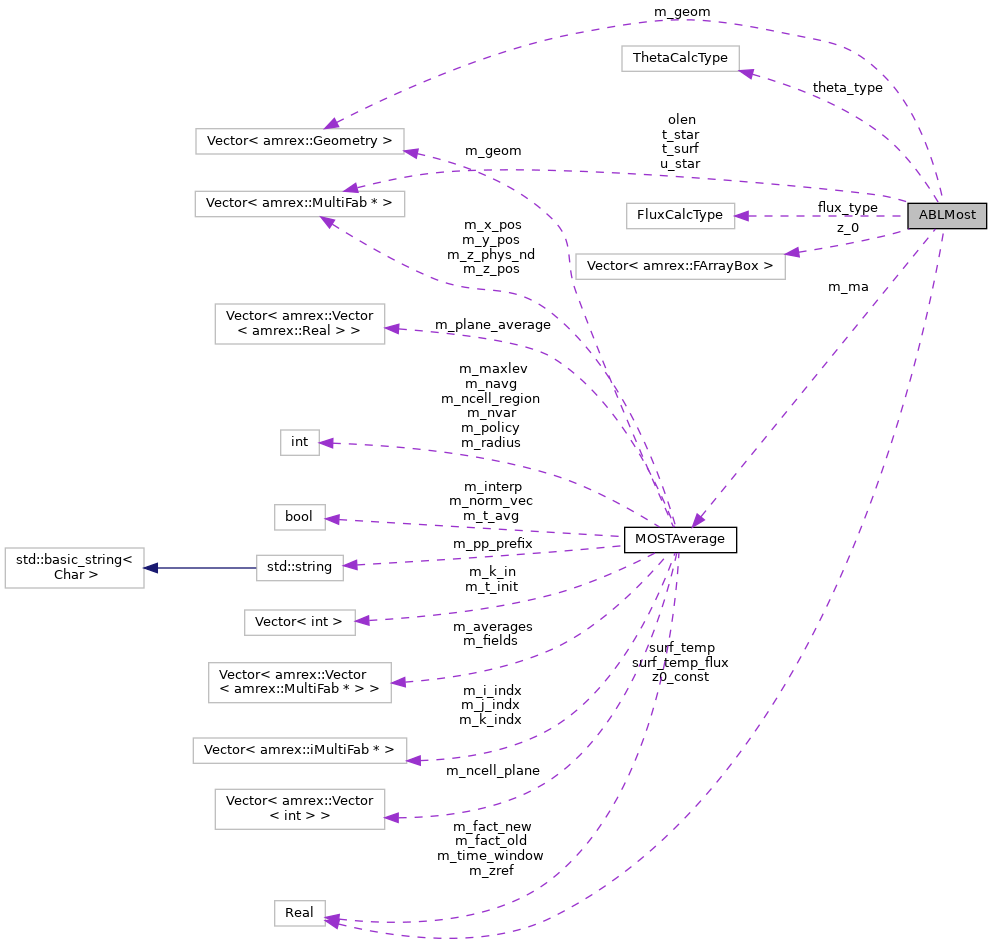 m_geom
ThetaCalcType
theta_type
olen
t_star
t_surf
u_star
Vector< amrex::Geometry >
m_geom
Vector< amrex::MultiFab * >
FluxCalcType
flux_type
ABLMost
z_0
m_x_pos
m_y_pos
m_z_phys_nd
m_z_pos
Vector< amrex::FArrayBox >
m_ma
Vector< amrex::Vector
< amrex::Real > >
m_plane_average
m_maxlev
m_navg
m_ncell_region
m_nvar
m_policy
m_radius
int
m_interp
m_norm_vec
m_t_avg
bool
MOSTAverage
m_pp_prefix
std::basic_string<
Char >
std::string
m_k_in
m_t_init
Vector< int >
m_averages
m_fields
surf_temp
surf_temp_flux
z0_const
Vector< amrex::Vector
< amrex::MultiFab * > >
m_i_indx
m_j_indx
m_k_indx
Vector< amrex::iMultiFab * >
m_ncell_plane
Vector< amrex::Vector
< int > >
m_fact_new
m_fact_old
m_time_window
m_zref
Real